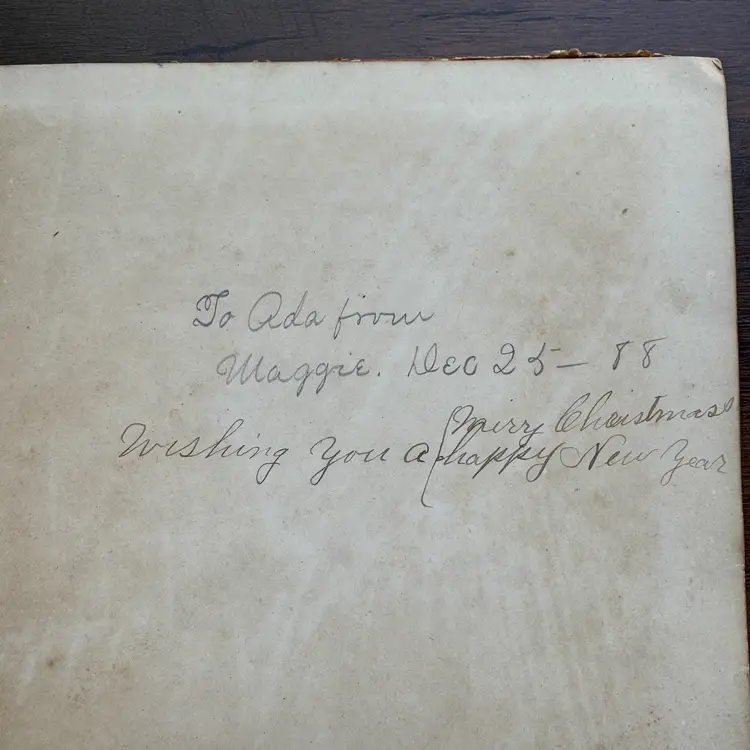 To Ada from
Maggie. Dec 25 — 88
Wishing you a { merry Christmas
happy New Year